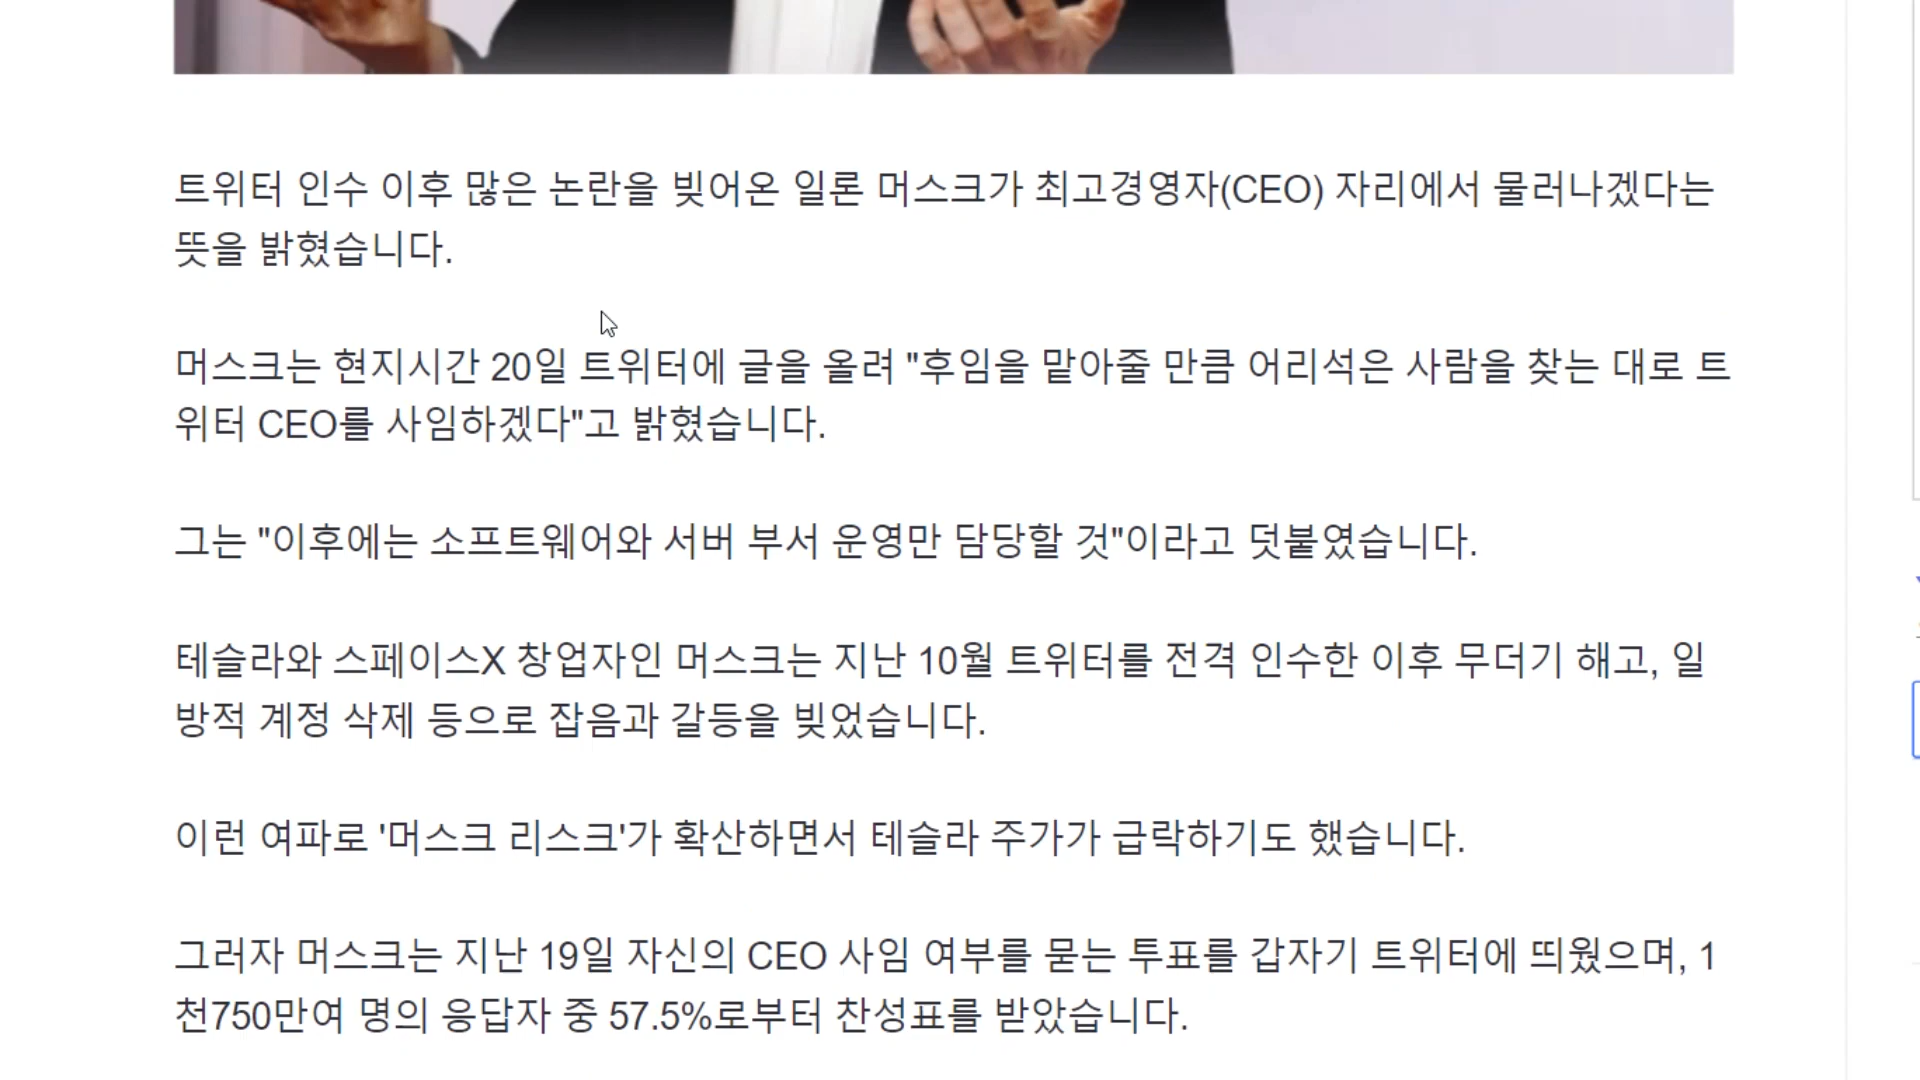 트위터 인수 이후 많은 논란을 빚어온 일론 머스크가 최고경영자(CEO) 자리에서 물러나겠다는
뜻을 밝혔습니다.
머스크는 현지시간 20일 트위터에 글을 올려 "후임을 맡아줄 만큼 어리석은 사람을 찾는 대로 트
위터 CEO를 사임하겠다"고 밝혔습니다.
그는 "이후에는 소프트웨어와 서버 부서 운영만 담당할 것"이라고 덧붙였습니다.
테슬라와 스페이스X 창업자인 머스크는 지난 10월 트위터를 전격 인수한 이후 무더기 해고, 일
방적 계정 삭제 등으로 잡음과 갈등을 빚었습니다.
이런 여파로 '머스크 리스크'가 확산하면서 테슬라 주가가 급락하기도 했습니다.
그러자 머스크는 지난 19일 자신의 CEO 사임 여부를 묻는 투표를 갑자기 트위터에 띄웠으며, 1
천750만여 명의 응답자 중 57.5%로부터 찬성표를 받았습니다.